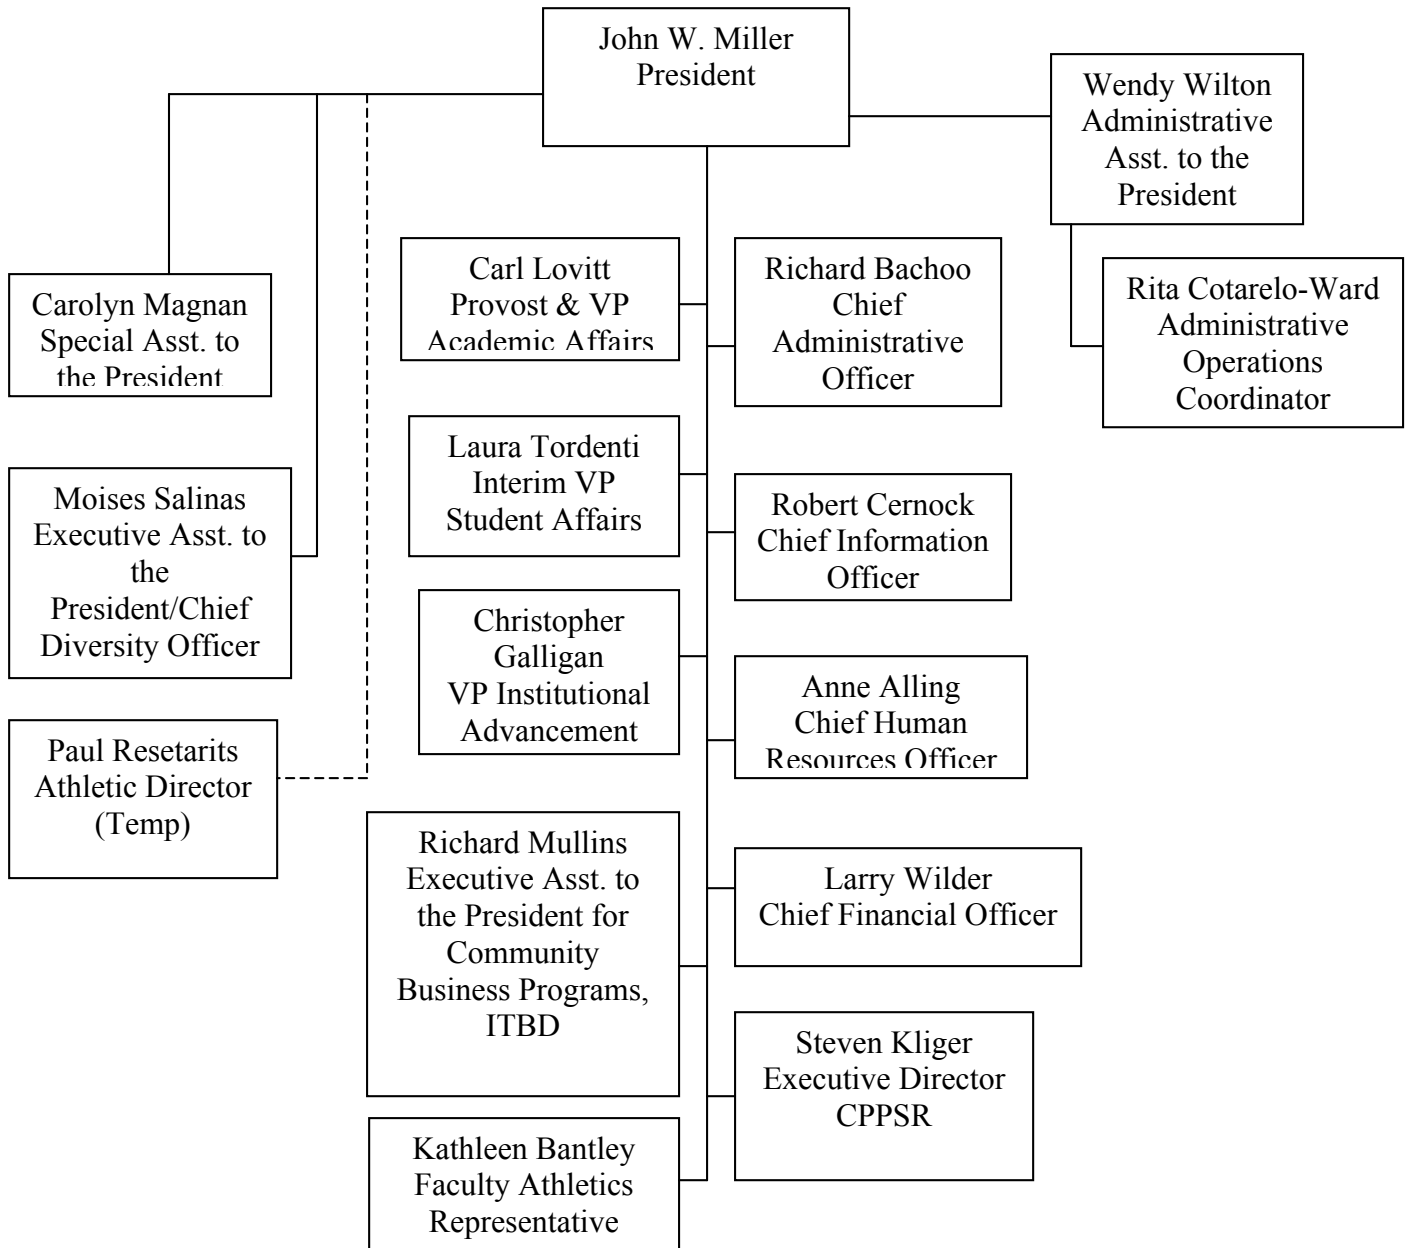 John W. Miller
President
Wendy Wilton
Administrative
Asst. to the
President
Carl Lovitt
Provost & VP
Academic Affairs
Richard Bachoo
Chief
Administrative
Officer
Rita Cotarelo-Ward
Administrative
Operations
Coordinator
Carolyn Magnan
Special Asst. to
the President
Laura Tordenti
Interim VP
Student Affairs
Moises Salinas
Executive Asst. to
the
President/Chief
Diversity Officer
Robert Cernock
Chief Information
Officer
Christopher
Galligan
VP Institutional
Advancement
Anne Alling
Chief Human
Resources Officer
Paul Resetarits
Athletic Director
(Temp)
Richard Mullins
Executive Asst. to
the President for
Community
Business Programs,
ITBD
Larry Wilder
Chief Financial Officer
Steven Kliger
Executive Director
CPPSR
Kathleen Bantley
Faculty Athletics
Representative